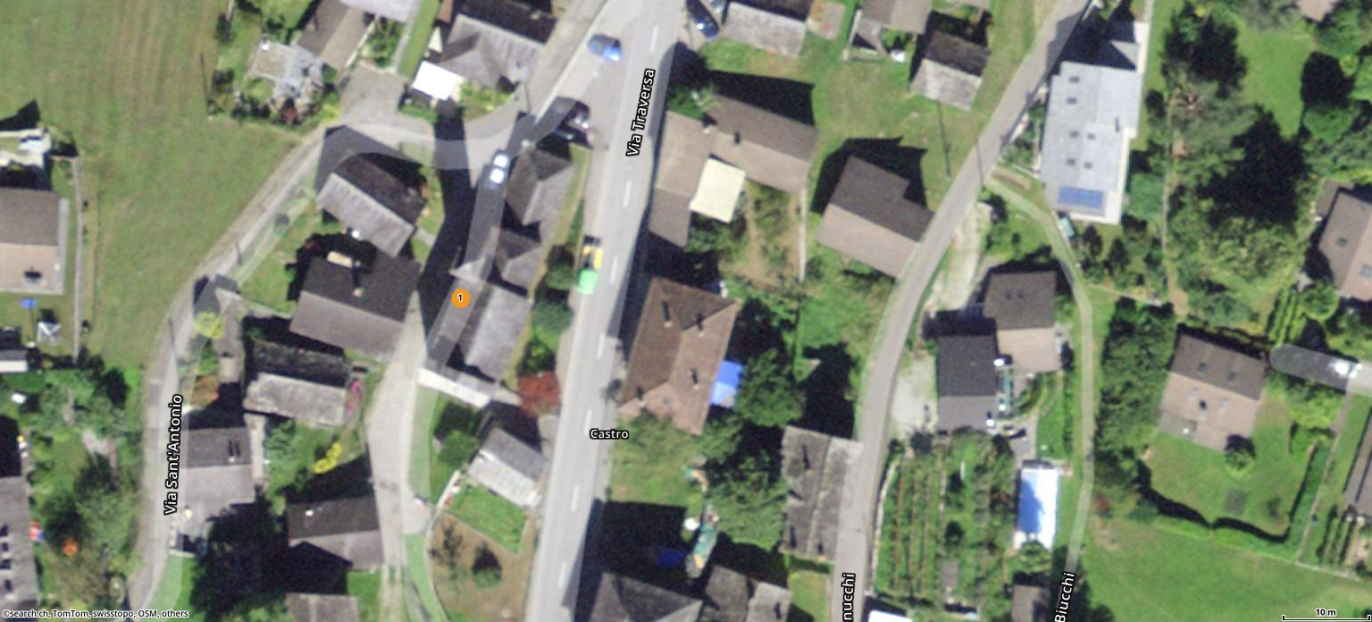 Via Traversa
1
Castro
Via Sant'Antonio
nucchi
Biucchi
©search.ch, TomTom, swisstopo, OSM, others
10 m